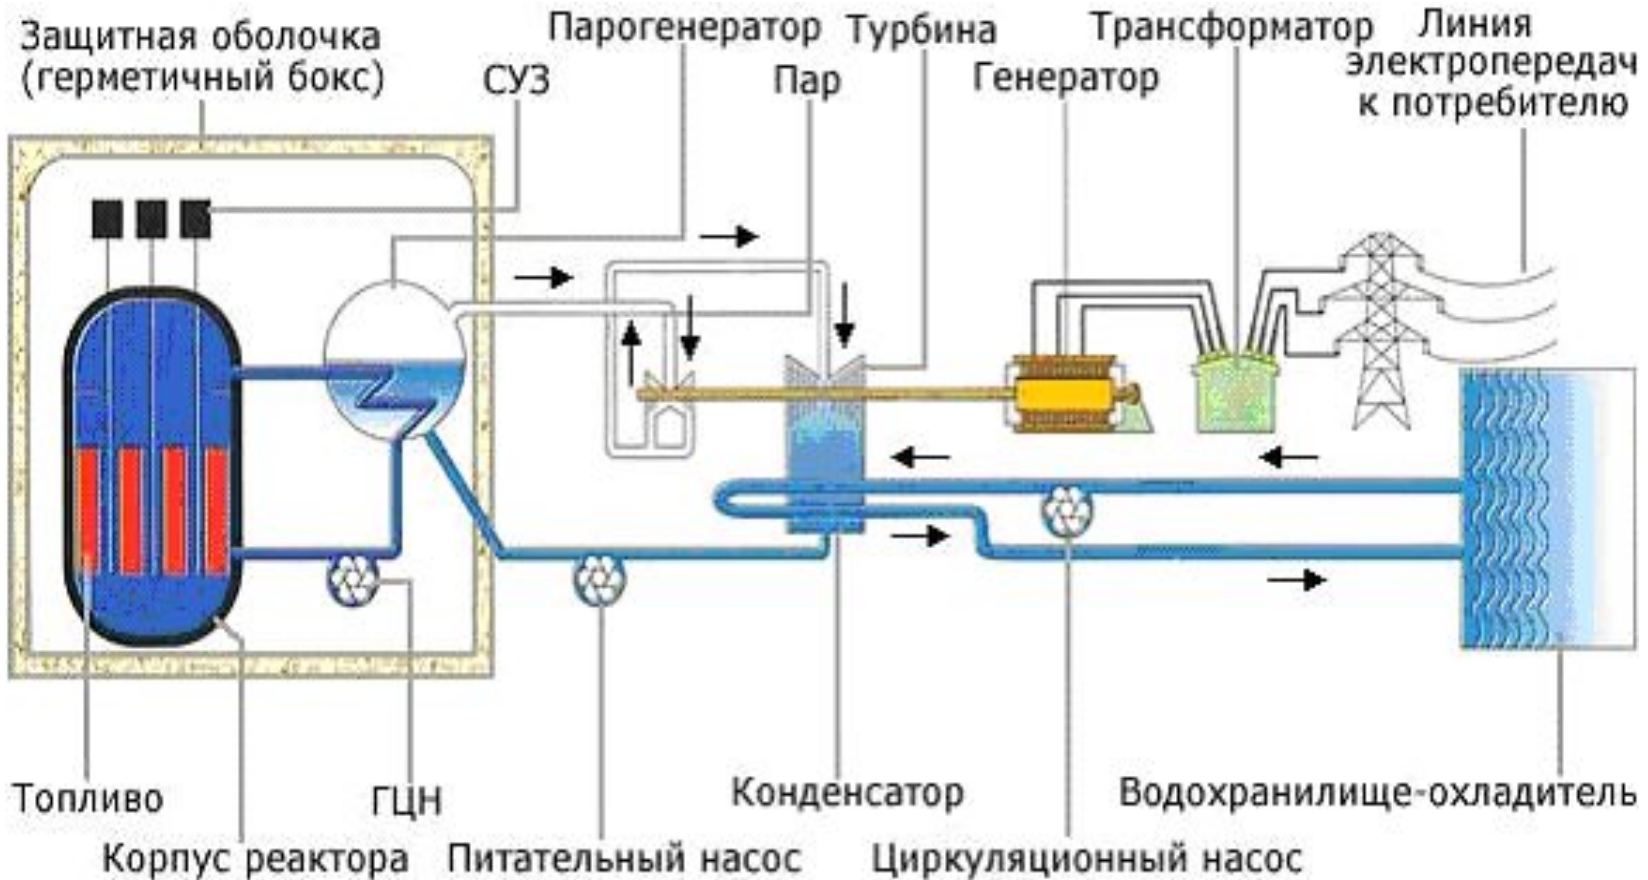 Защитная оболочка
(герметичный бокс)
СУЗ
Парогенератор
Пар
Турбина
Генератор
Трансформатор
Линия
электропередач
к потребителю
Топливо
Корпус реактора
ГЦН
Питательный насос
Конденсатор
Циркуляционный насос
Водохранилище-охладитель